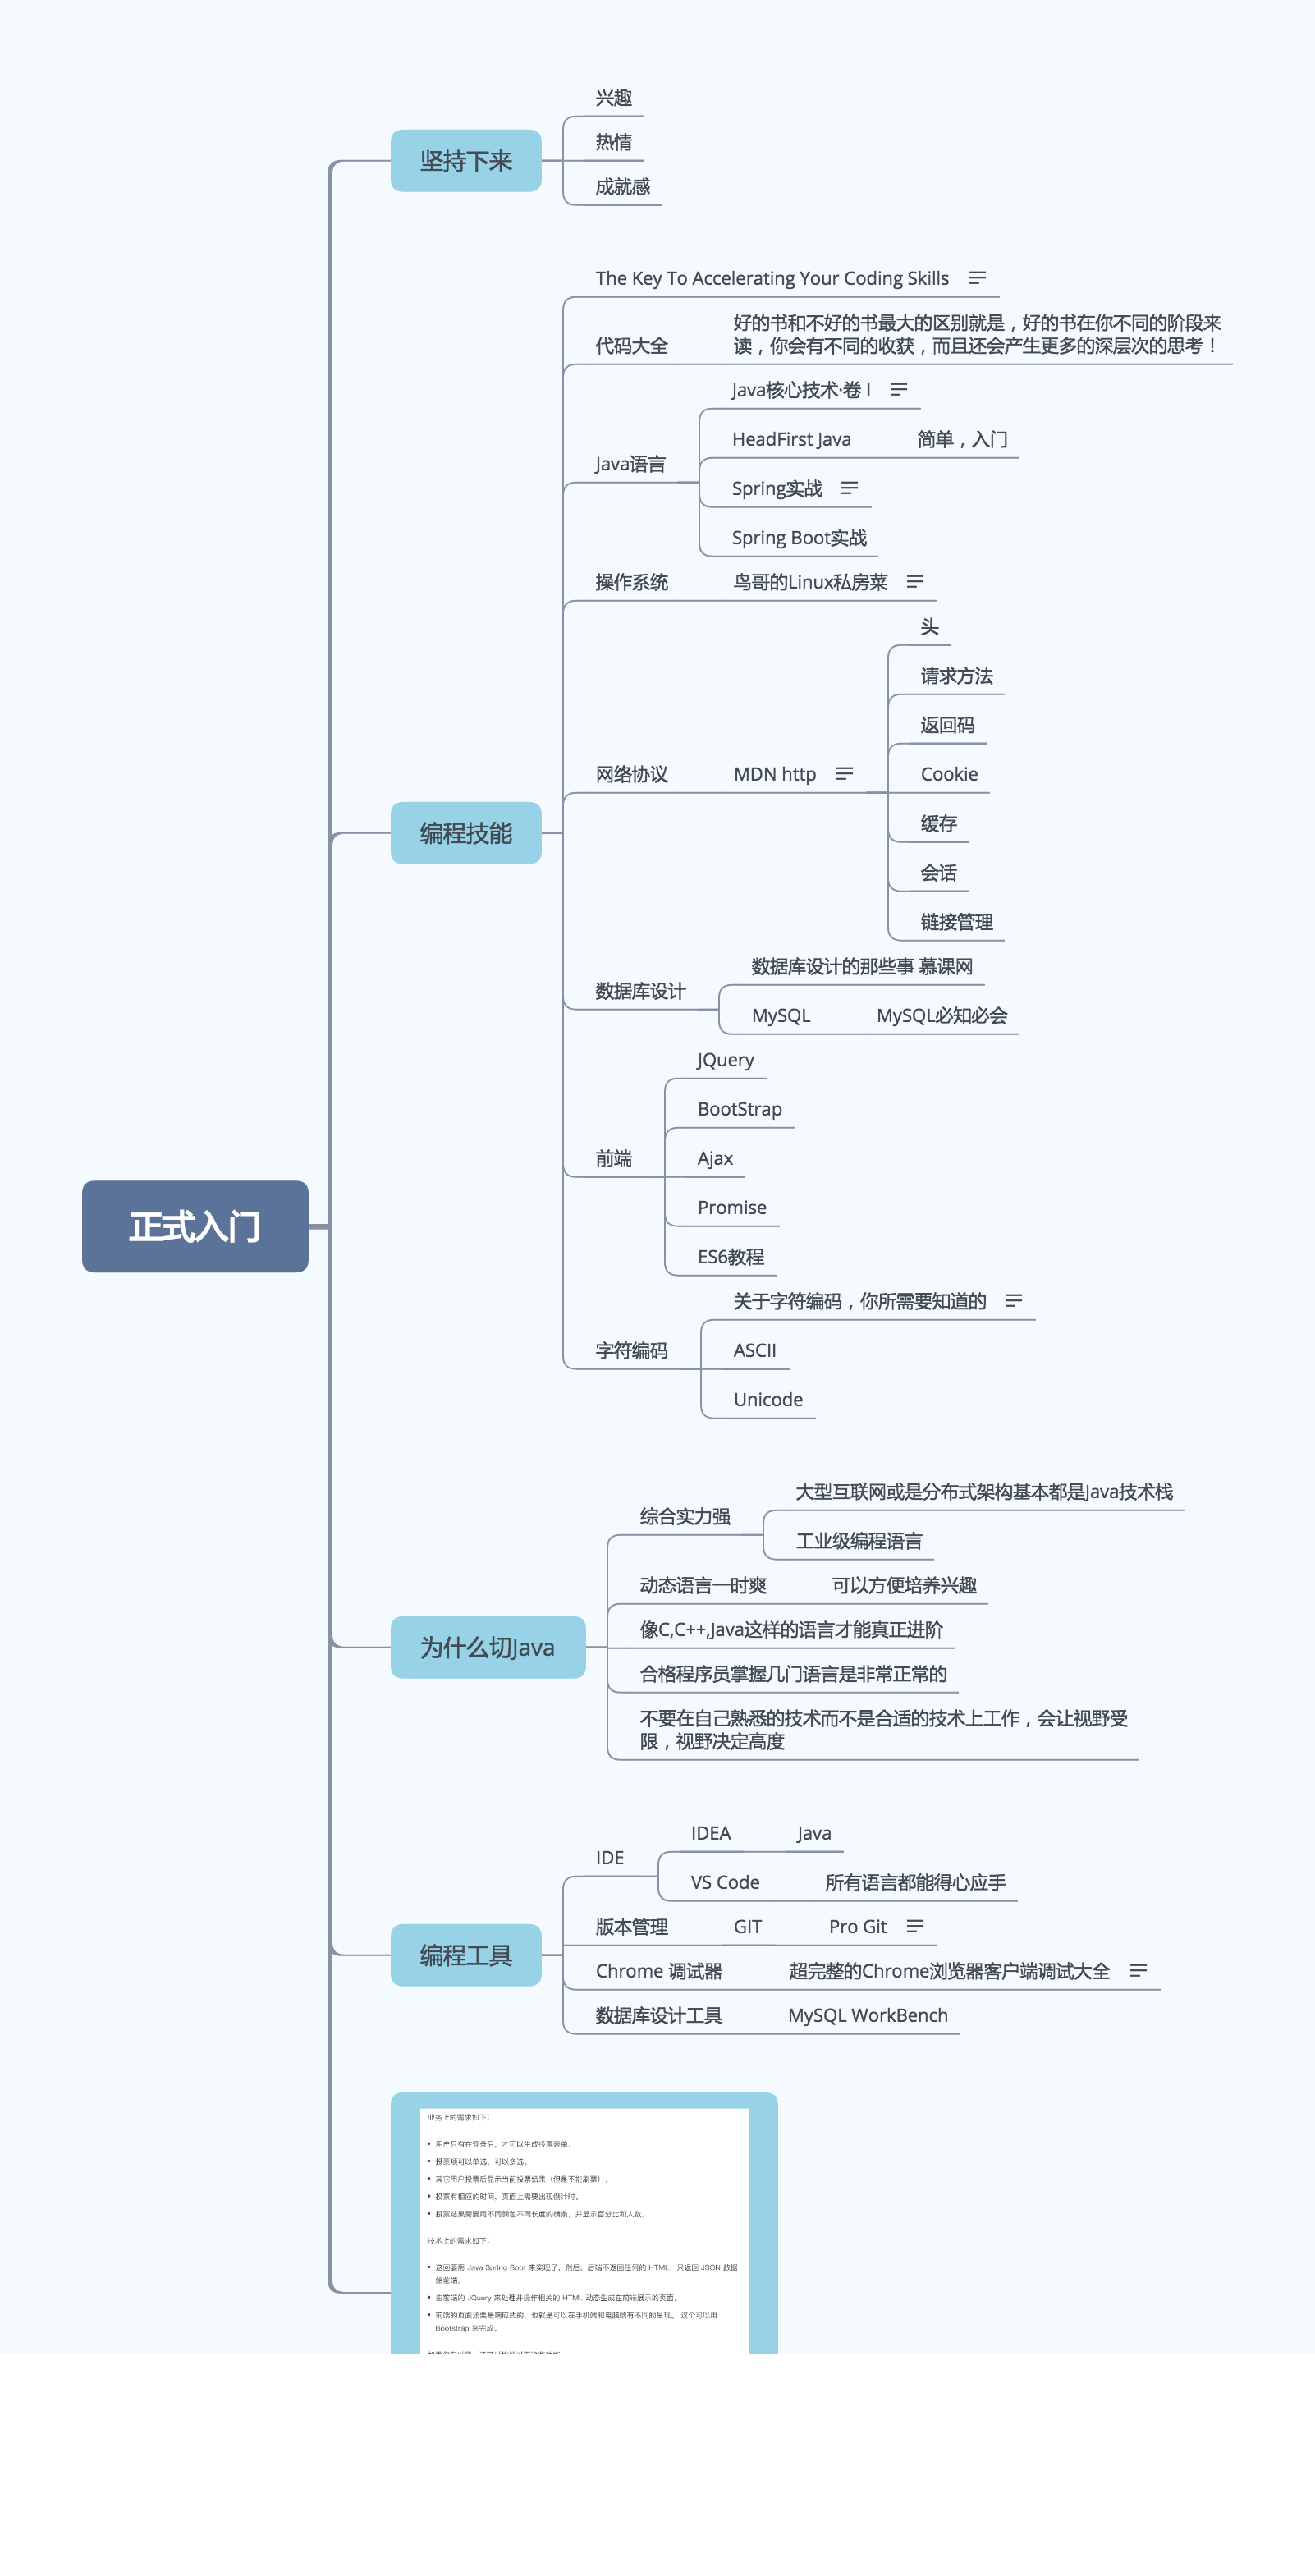 兴趣
坚持下来
热情
成就感
The Key To Accelerating Your Coding Skills
代码大全
好的书和不好的书最大的区别就是，好的书在你不同的阶段来
读，你会有不同的收获，而且还会产生更多的深层次的思考！
Java语言
Java核心技术·卷 I
HeadFirst Java
简单，入门
Spring实战
Spring Boot实战
操作系统
鸟哥的Linux私房菜
编程技能
网络协议
MDN http
头
请求方法
返回码
Cookie
缓存
会话
链接管理
数据库设计
数据库设计的那些事 慕课网
MySQL
MySQL必知必会
正式入门
前端
JQuery
BootStrap
Ajax
Promise
ES6教程
字符编码
关于字符编码，你所需要知道的
ASCII
Unicode
为什么切Java
综合实力强
大型互联网或是分布式架构基本都是Java技术栈
工业级编程语言
动态语言一时爽
可以方便培养兴趣
像C,C++,Java这样的语言才能真正进阶
合格程序员掌握几门语言是非常正常的
不要在自己熟悉的技术而不是合适的技术上工作，会让视野受
限，视野决定高度
编程工具
IDE
IDEA
Java
VS Code
所有语言都能得心应手
版本管理
GIT
Pro Git
Chrome 调试器
超完整的Chrome浏览器客户端调试大全
数据库设计工具
MySQL WorkBench
业务上的需求如下：
• 用户只有在登录后，才可以生成投票表单。
• 投票项可以单选，可以多选。
• 其它用户投票后显示当前投票结果（但是不能刷票）。
• 投票有相应的时间，页面上需要出现倒计时。
• 投票结果需要用不同颜色不同长度的横条，并显示百分比和人数。
技术上的需求如下：
• 这回要用 Java Spring Boot 来实现了，然后，后端不返回任何的 HTML，只返回 JSON 数据
给前端。
• 由前端的 JQuery 来处理并操作相关的 HTML 动态生成在前端展示的页面。
• 前端的页面还要是响应式的，也就是可以在手机端和电脑端有不同的呈现。 这个可以用
Bootstrap 来完成。